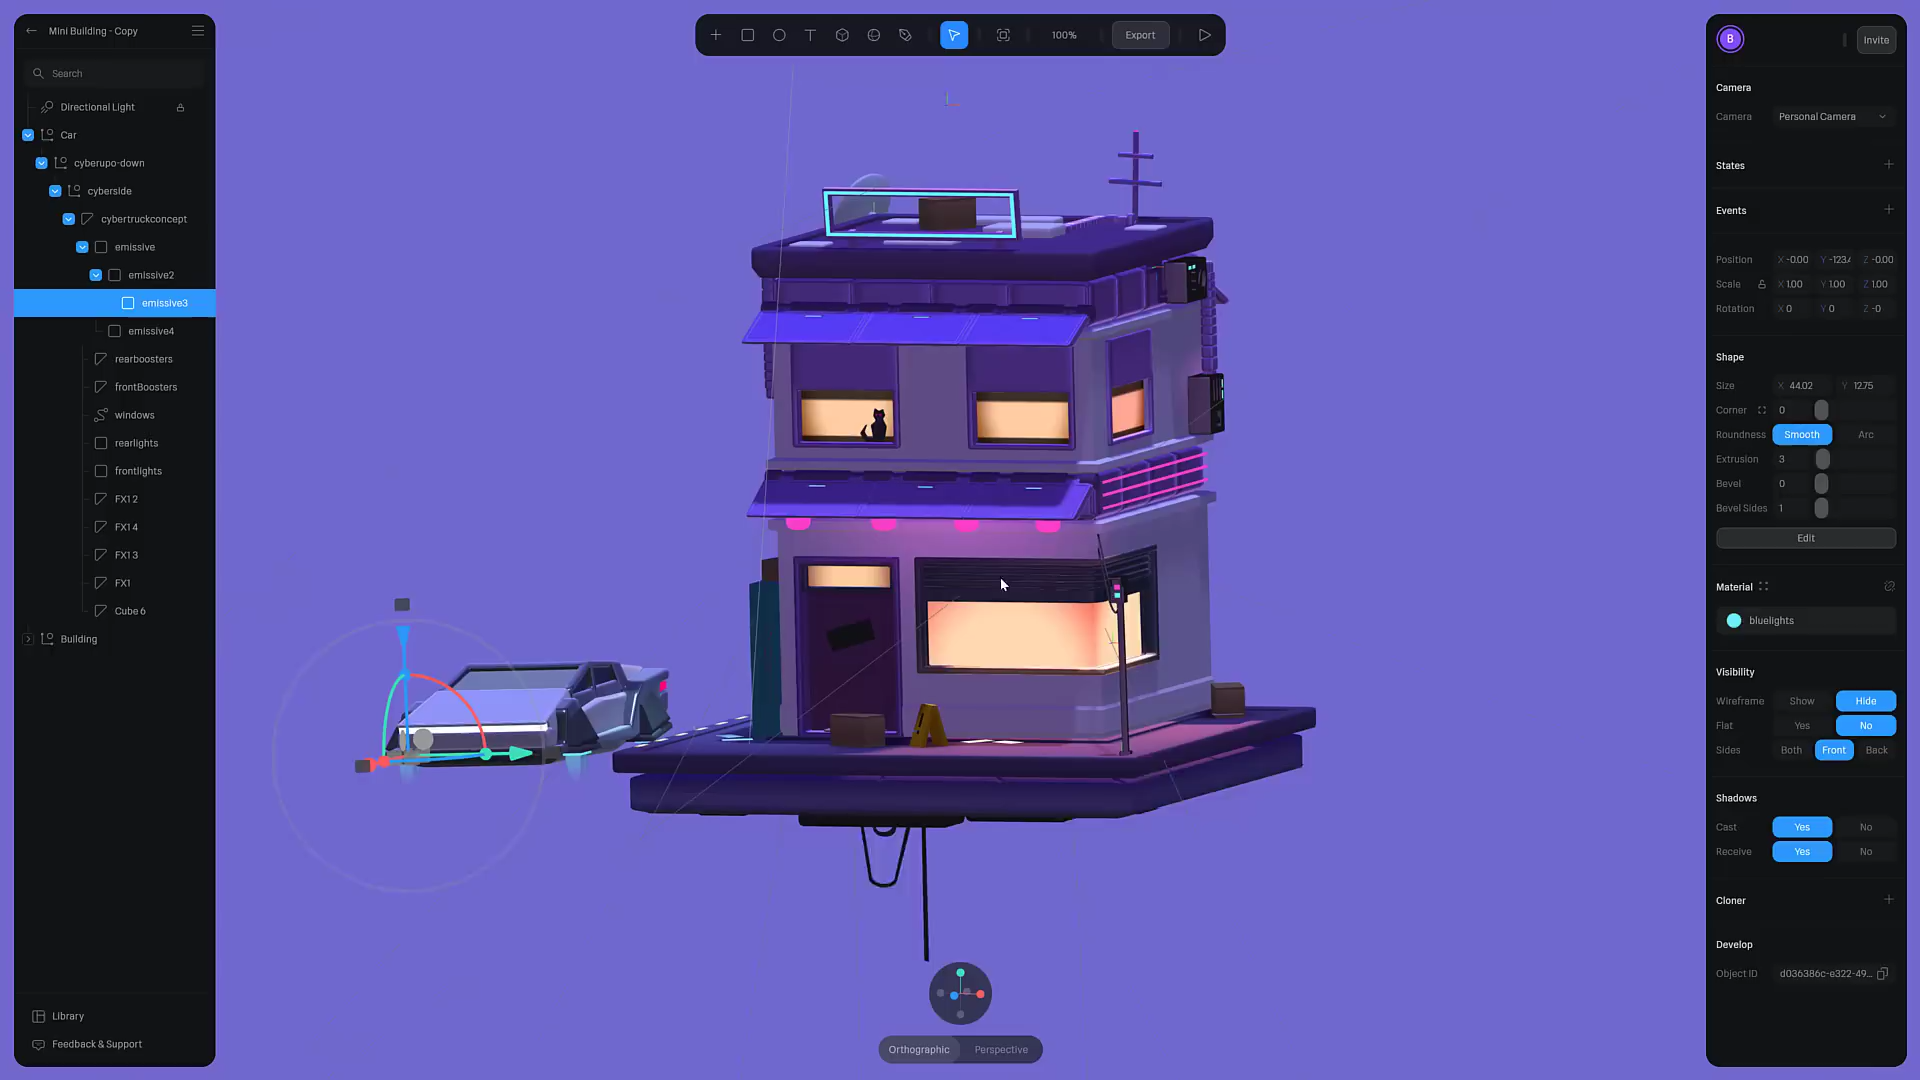 Mini Building - Copy
Search
Directional Light
Car
cyberupo-down
cyberside
cybertruckconcept
emissive
emissive2
emissive3
emissive4
rearboosters
frontBoosters
windows
rearlights
frontlights
FX1 2
FX1 4
FX1 3
FX1
Cube 6
Building
Library
Feedback & Support
100%
Export
Orthographic
Perspective
B
Invite
Camera
Camera Personal Camera
States
Events
Position X -0.00 Y -123.4 Z -0.00
Scale X 1.00 Y 1.00 Z 1.00
Rotation X 0 Y 0 Z -0
Shape
Size X 44.02 Y 12.75
Corner 0
Roundness Smooth Arc
Extrusion 3
Bevel 0
Bevel Sides 1
Edit
Material
bluelights
Visibility
Wireframe Show Hide
Flat Yes No
Sides Both Front Back
Shadows
Cast Yes No
Receive Yes No
Cloner
Develop
Object ID d036386c-e322-49...